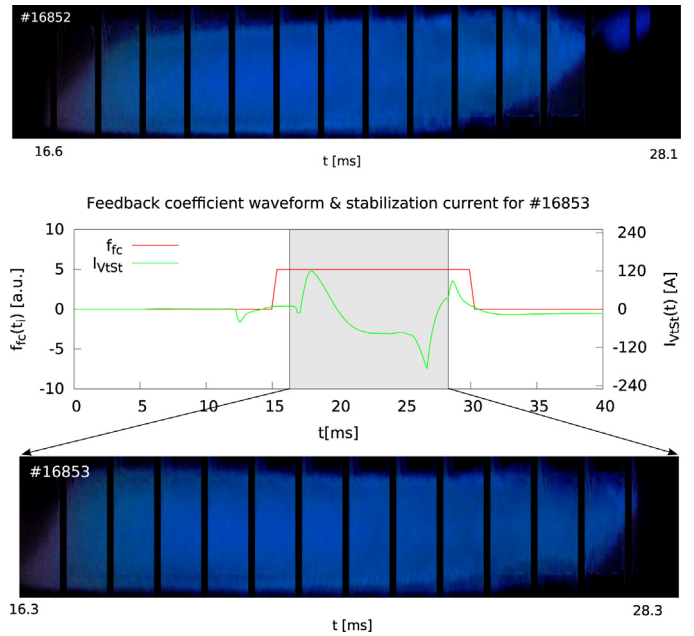 #16852
16.6
t [ms]
28.1
Feedback coefficient waveform & stabilization current for #16853
f_fc
I_VtSt
f_fc(t_i) [a.u.]
10
5
0
-5
-10
240
120
0
-120
-240
I_VtSt(t) [A]
0 5 10 15 20 25 30 35 40
t[ms]
#16853
16.3
t [ms]
28.3